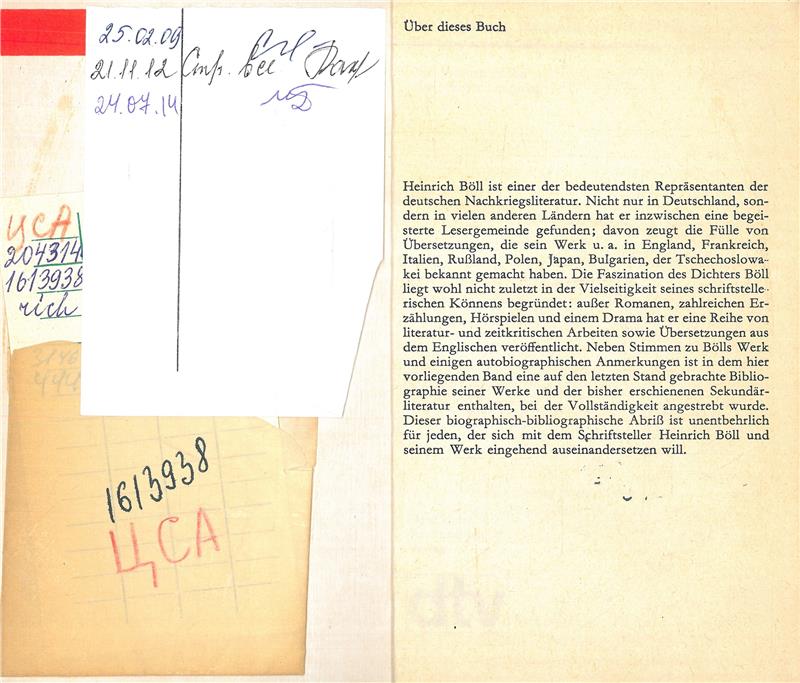 25.02.09
21.11.12
24.07.14
ЦСА
204314
1613938
rich
3146
444
1613938
ЦСА
Über dieses Buch
Heinrich Böll ist einer der bedeutendsten Repräsentanten der
deutschen Nachkriegsliteratur. Nicht nur in Deutschland, son-
dern in vielen anderen Ländern hat er inzwischen eine begei-
sterte Lesergemeinde gefunden; davon zeugt die Fülle von
Übersetzungen, die sein Werk u. a. in England, Frankreich,
Italien, Rußland, Polen, Japan, Bulgarien, der Tschechoslowa-
kei bekannt gemacht haben. Die Faszination des Dichters Böll
liegt wohl nicht zuletzt in der Vielseitigkeit seines schriftstelle-
rischen Könnens begründet: außer Romanen, zahlreichen Er-
zählungen, Hörspielen und einem Drama hat er eine Reihe von
literatur- und zeitkritischen Arbeiten sowie Übersetzungen aus
dem Englischen veröffentlicht. Neben Stimmen zu Bölls Werk
und einigen autobiographischen Anmerkungen ist in dem hier
vorliegenden Band eine auf den letzten Stand gebrachte Biblio-
graphie seiner Werke und der bisher erschienenen Sekundär-
literatur enthalten, bei der Vollständigkeit angestrebt wurde.
Dieser biographisch-bibliographische Abriß ist unentbehrlich
für jeden, der sich mit dem Schriftsteller Heinrich Böll und
seinem Werk eingehend auseinandersetzen will.
dtv